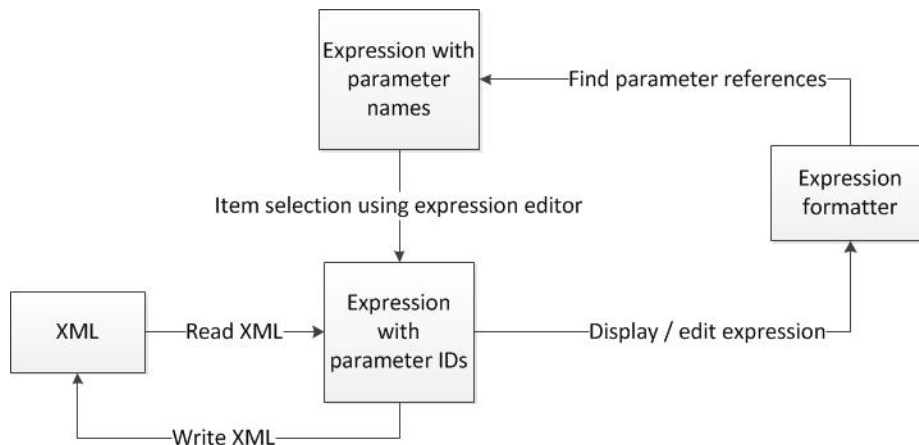 Expression with
parameter
names
Find parameter references
Expression
formatter
Item selection using expression editor
XML
Read XML
Expression
with
parameter IDs
Display / edit expression
Write XML